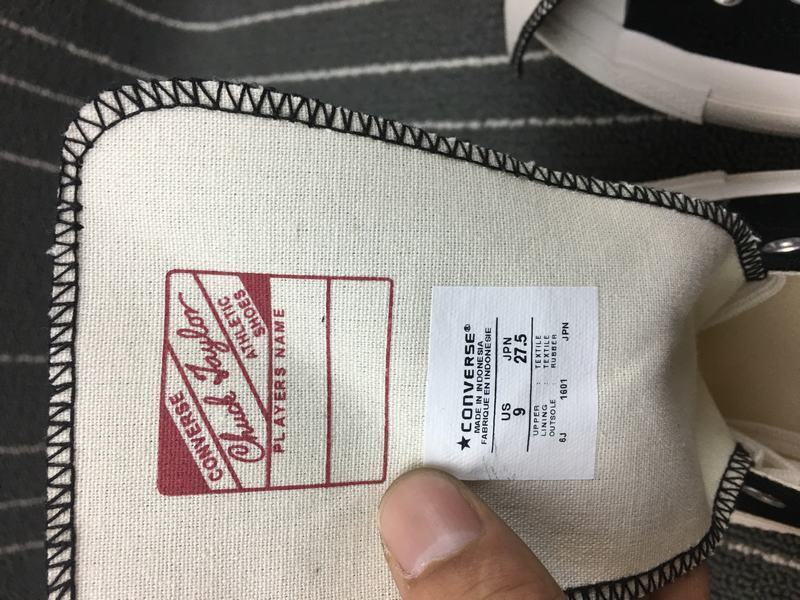 CONVERSE
Chuck Taylor
ATHLETIC
SHOES
PLAYERS NAME
★CONVERSE®
MADE IN INDONESIA
FABRIQUE EN INDONESIE
US JPN
9 27.5
UPPER : TEXTILE
LINING : TEXTILE
OUTSOLE : RUBBER
6J 1601 JPN